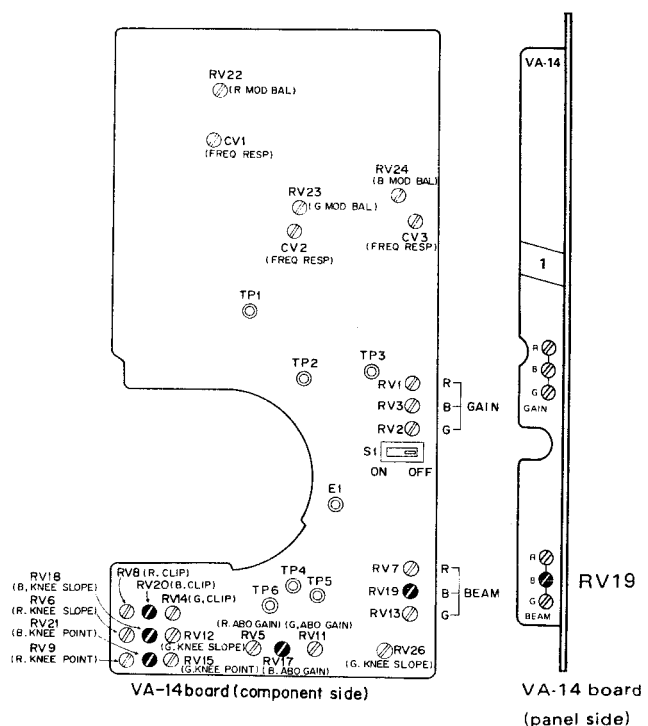 RV22
(R MOD BAL)
CV1
(FREQ RESP)
RV24
(B MOD BAL)
RV23
(G MOD BAL)
CV2
(FREQ RESP)
CV3
(FREQ RESP)
TP1
TP2
TP3
RV1 R
RV3 B GAIN
RV2 G
S1
ON OFF
E1
RV7 R
RV19 B BEAM
RV13 G
TP4
TP5
TP6
RV18
(B, KNEE SLOPE)
RV6
(R. KNEE SLOPE)
RV21
(B.KNEE POINT)
RV9
(R. KNEE POINT)
RV8 (R. CLIP)
RV20 (B.CLIP)
RV14 (G,CLIP)
(R.ABO GAIN) (G,ABO GAIN)
RV12
(G.KNEE SLOPE)
RV5
RV11
RV26
(G. KNEE SLOPE)
RV15
(G.KNEE POINT)
RV17
(B.ABO GAIN)
VA-14 board (component side)
VA-14
1
R
B
G
GAIN
R
B RV19
G
BEAM
VA-14 board
(panel side)